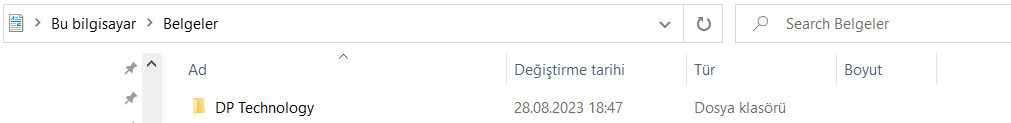 Bu bilgisayar > Belgeler
Search Belgeler
Ad Değiştirme tarihi Tür Boyut
DP Technology 28.08.2023 18:47 Dosya klasörü